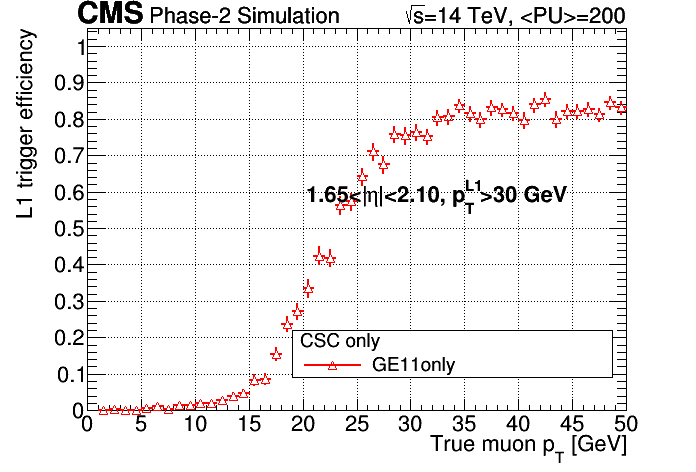 CMS Phase-2 Simulation √s=14 TeV, <PU>=200
L1 trigger efficiency
1
0.9
0.8
0.7
0.6
0.5
0.4
0.3
0.2
0.1
0
1.65<|η|<2.10, p_T^L1>30 GeV
CSC only
GE11only
0 5 10 15 20 25 30 35 40 45 50
True muon p_T [GeV]